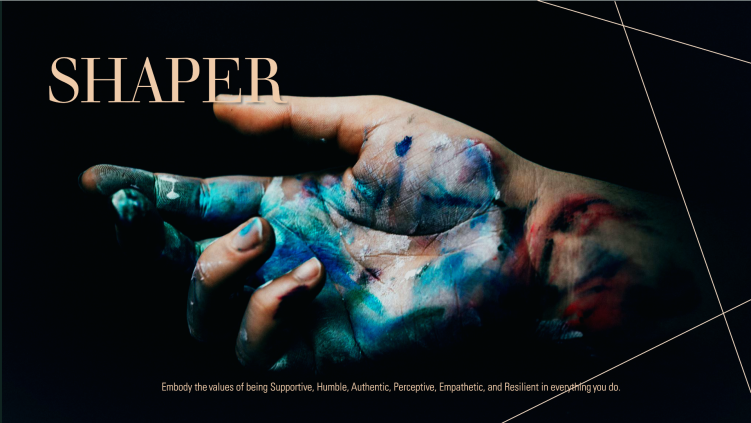 SHAPER
Embody the values of being Supportive, Humble, Authentic, Perceptive, Empathetic, and Resilient in everything you do.